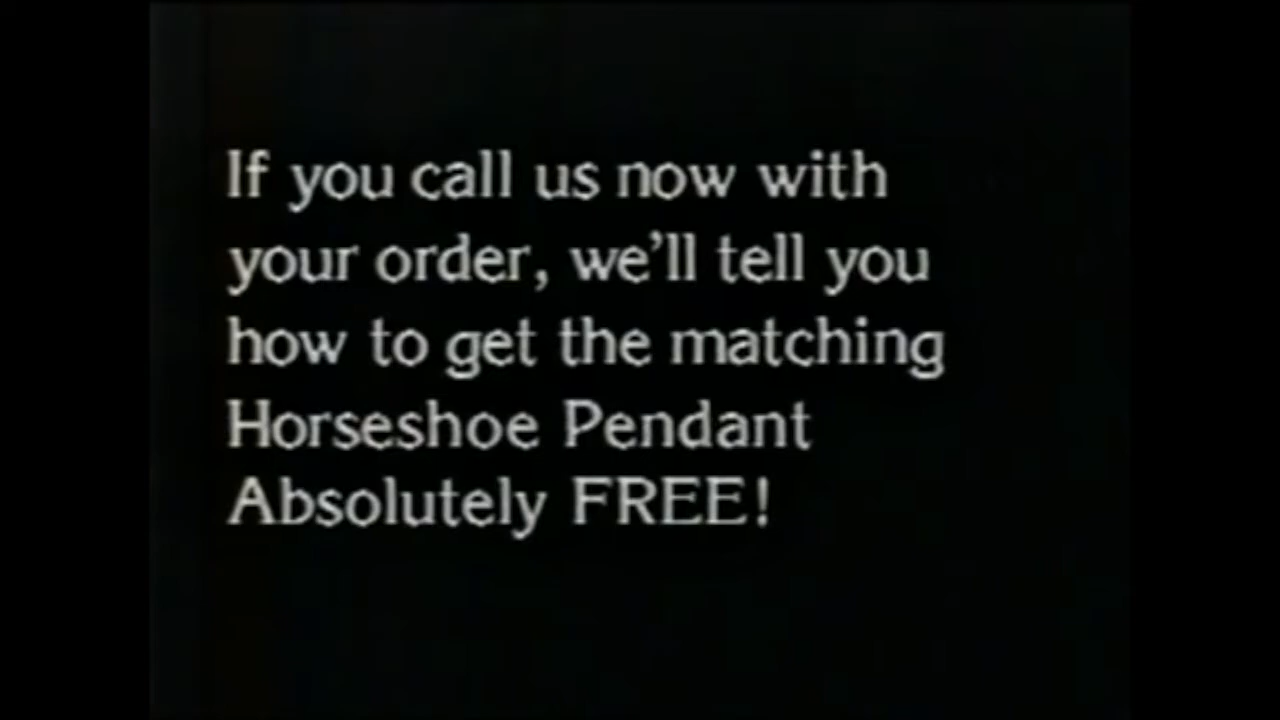 If you call us now with
your order, we'll tell you
how to get the matching
Horseshoe Pendant
Absolutely FREE!